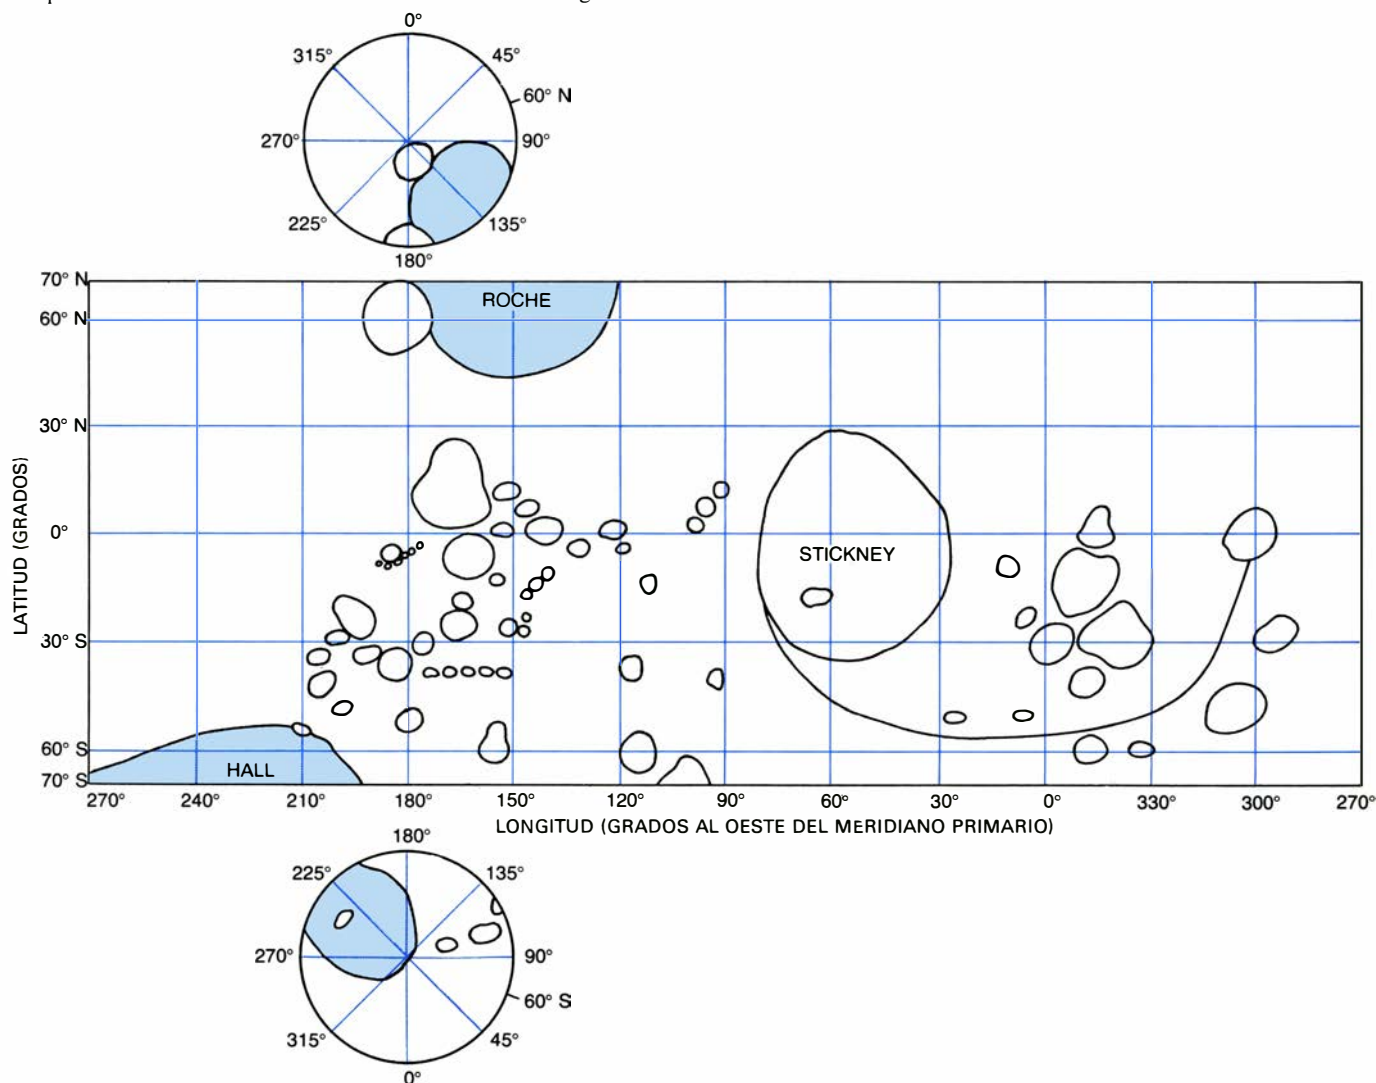 0°
315° 45°
60° N
270° 90°
225° 135°
180°
70° N
ROCHE
60° N
30° N
LATITUD (GRADOS)
0°
STICKNEY
30° S
60° S
HALL
70° S
270° 240° 210° 180° 150° 120° 90° 60° 30° 0° 330° 300° 270°
LONGITUD (GRADOS AL OESTE DEL MERIDIANO PRIMARIO)
180°
225° 135°
270° 90°
60° S
315° 45°
0°